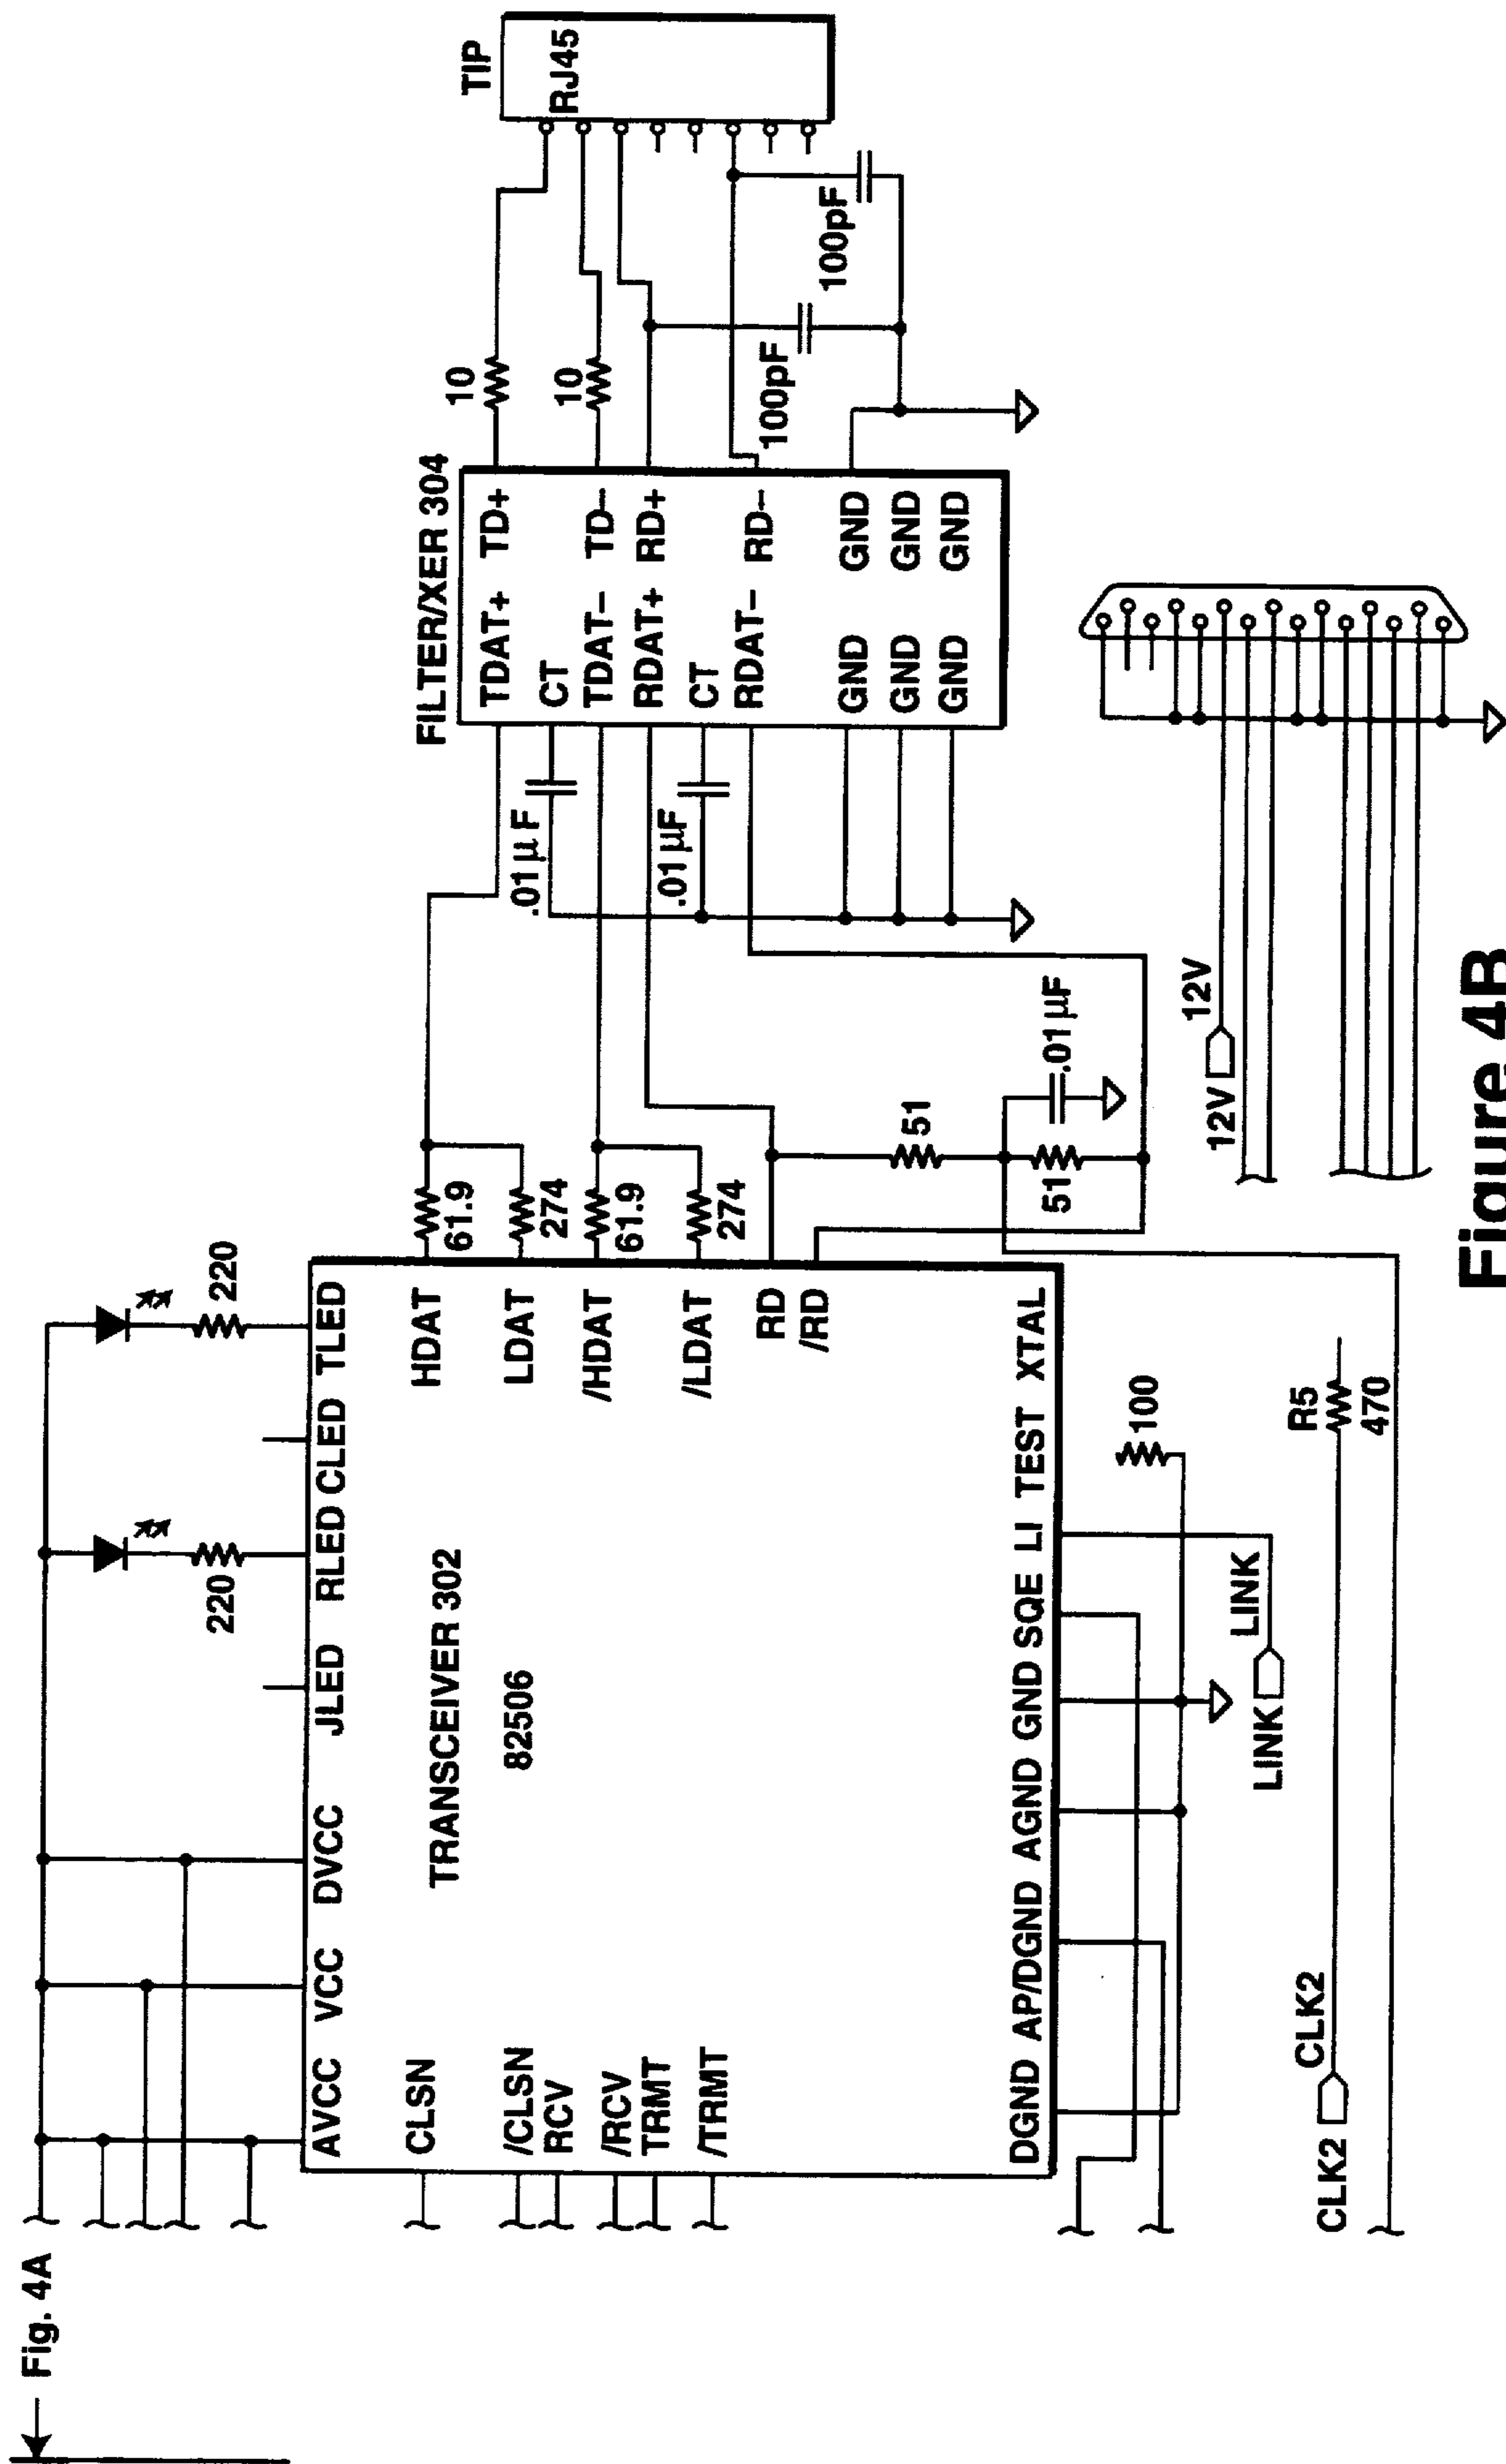 Fig. 4A
AVCC VCC DVCC JLED RLED CLED TLED
220
220
TRANSCEIVER 302
82506
CLSN
/CLSN
RCV
/RCV
TRMT
/TRMT
HDAT
LDAT
/HDAT
/LDAT
RD
/RD
DGND AP/DGND AGND GND SQE LI TEST XTAL
61.9
274
61.9
274
51
51
.01 µF
100
LINK
LINK
CLK2
CLK2
R5
470
FILTER/XER 304
TDAT+ TD+
CT
TDAT– TD–
RDAT+ RD+
CT
RDAT– RD–
GND GND
GND GND
GND GND
.01 µF
.01 µF
10
10
100pF
100pF
TIP
RJ45
12V
12V
Figure 4B